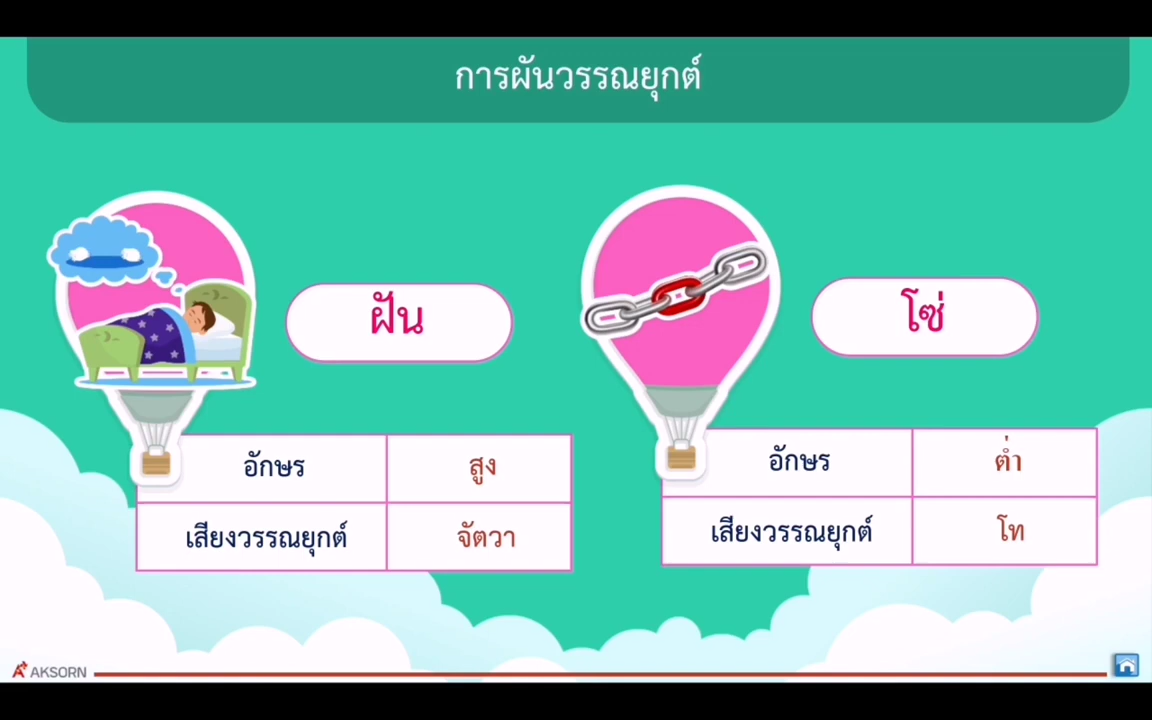 การผันวรรณยุกต์
ฝัน
โซ่
อักษร สูง
เสียงวรรณยุกต์ จัตวา
อักษร ต่ำ
เสียงวรรณยุกต์ โท
AKSORN